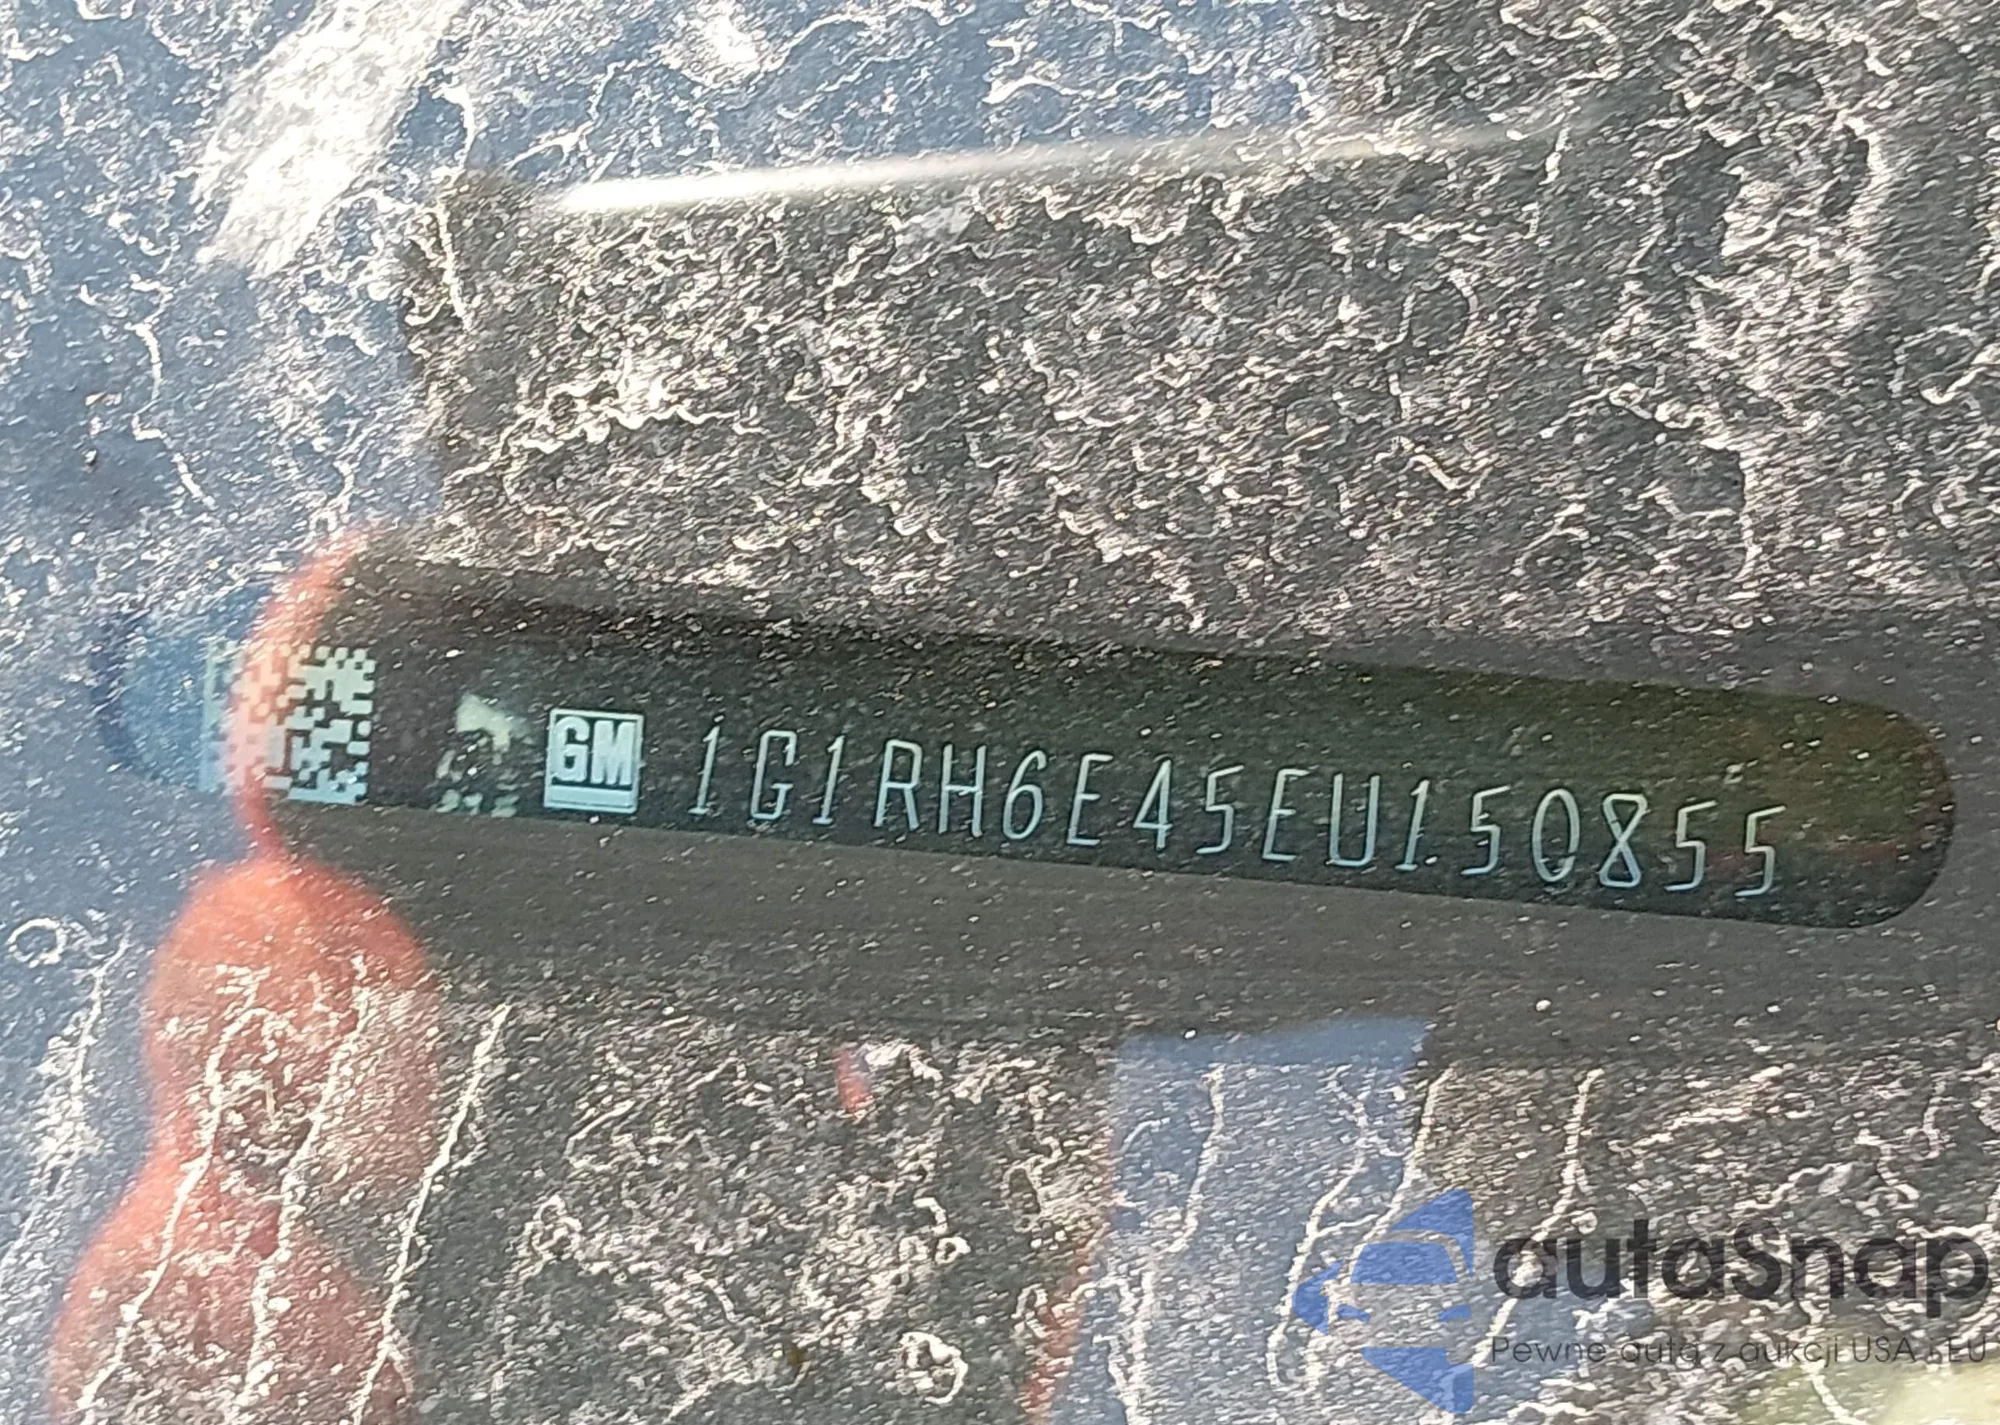 GM 1G1RH6E45EU150855
autaSnap
Pewne auta z aukcji USA i EU